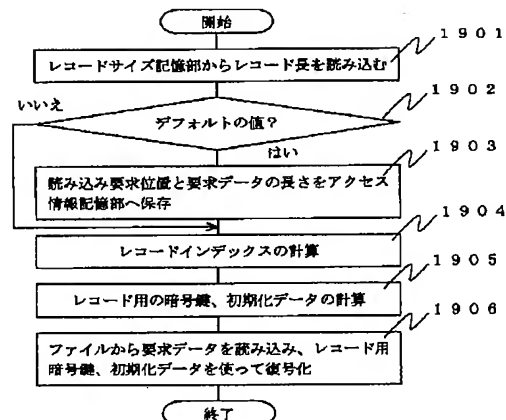 開始
1901
レコードサイズ記憶部からレコード長を読み込む
1902
いいえ
デフォルトの値?
はい
1903
読み込み要求位置と要求データの長さをアクセス
情報記憶部へ保存
1904
レコードインデックスの計算
1905
レコード用の暗号鍵、初期化データの計算
1906
ファイルから要求データを読み込み、レコード用
暗号鍵、初期化データを使って復号化
終了